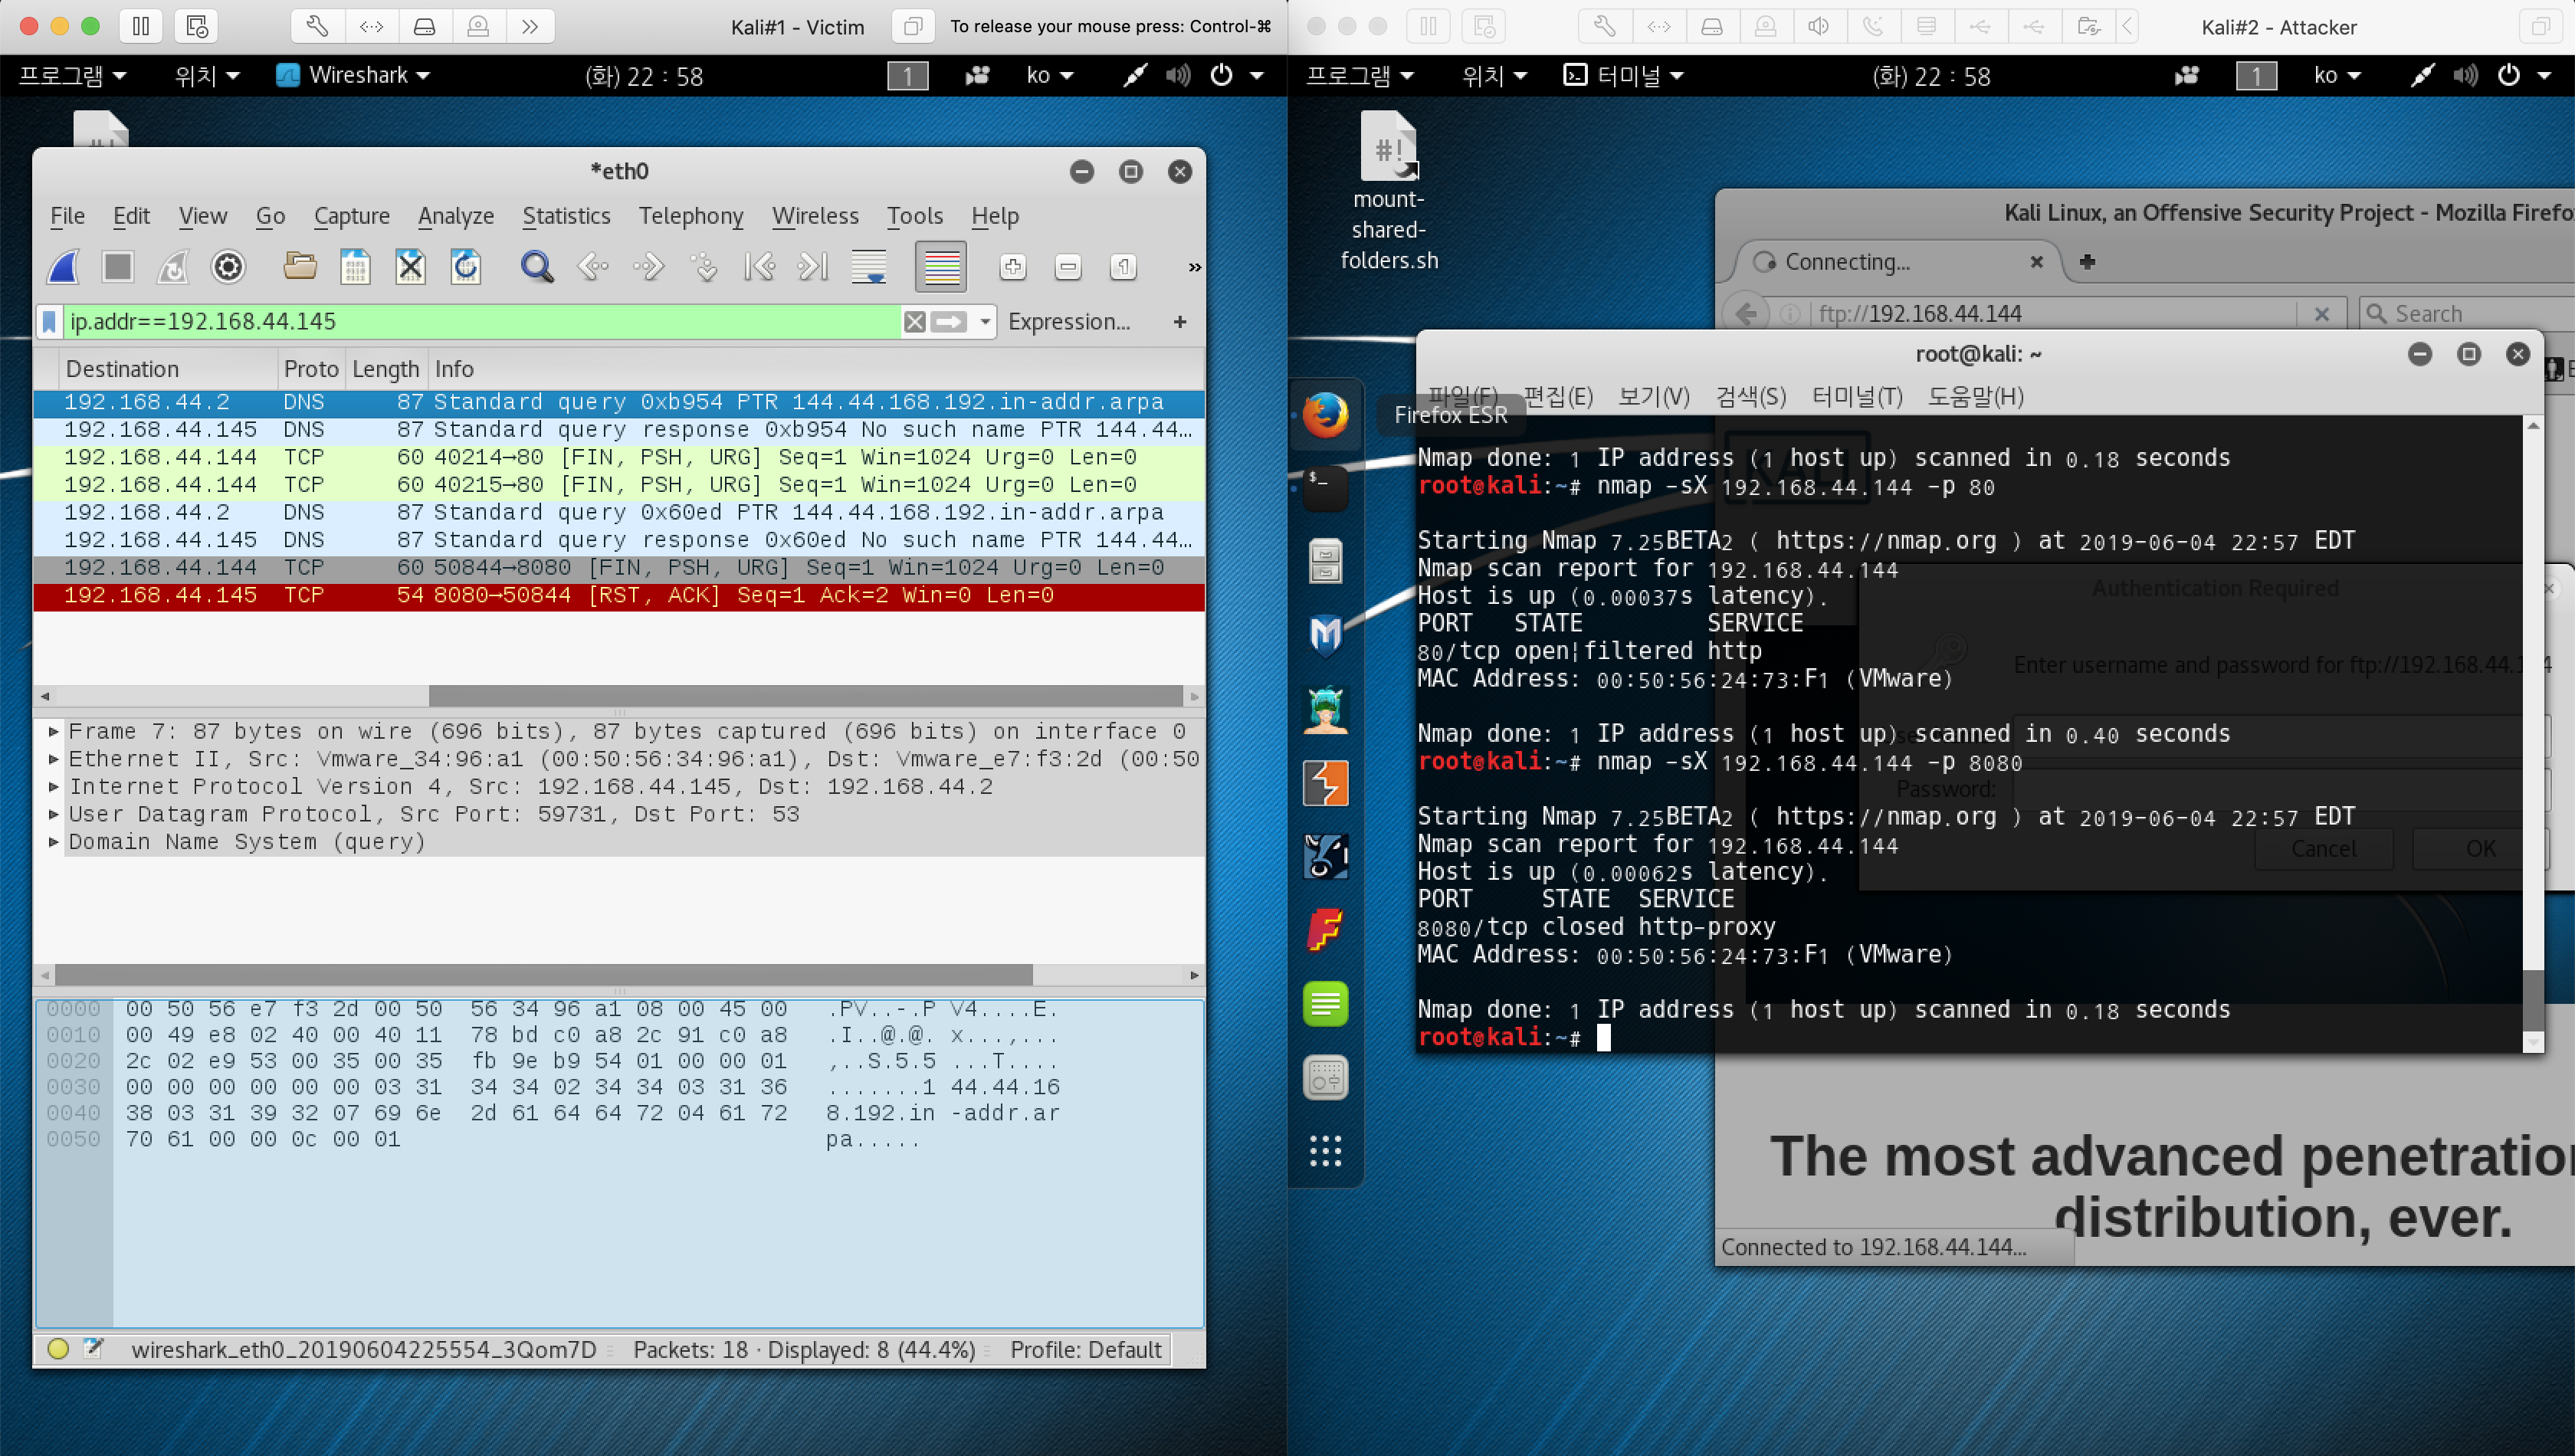 Kali#1 - Victim
To release your mouse press: Control-⌘
프로그램
위치
Wireshark
(화) 22 : 58
1
ko
*eth0
File Edit View Go Capture Analyze Statistics Telephony Wireless Tools Help
ip.addr==192.168.44.145
Expression...
+
Destination Proto Length Info
192.168.44.2 DNS 87 Standard query 0xb954 PTR 144.44.168.192.in-addr.arpa
192.168.44.145 DNS 87 Standard query response 0xb954 No such name PTR 144.44…
192.168.44.144 TCP 60 40214→80 [FIN, PSH, URG] Seq=1 Win=1024 Urg=0 Len=0
192.168.44.144 TCP 60 40215→80 [FIN, PSH, URG] Seq=1 Win=1024 Urg=0 Len=0
192.168.44.2 DNS 87 Standard query 0x60ed PTR 144.44.168.192.in-addr.arpa
192.168.44.145 DNS 87 Standard query response 0x60ed No such name PTR 144.44…
192.168.44.144 TCP 60 50844→8080 [FIN, PSH, URG] Seq=1 Win=1024 Urg=0 Len=0
192.168.44.145 TCP 54 8080→50844 [RST, ACK] Seq=1 Ack=2 Win=0 Len=0
Frame 7: 87 bytes on wire (696 bits), 87 bytes captured (696 bits) on interface 0
Ethernet II, Src: Vmware_34:96:a1 (00:50:56:34:96:a1), Dst: Vmware_e7:f3:2d (00:50
Internet Protocol Version 4, Src: 192.168.44.145, Dst: 192.168.44.2
User Datagram Protocol, Src Port: 59731, Dst Port: 53
Domain Name System (query)
0000 00 50 56 e7 f3 2d 00 50 56 34 96 a1 08 00 45 00 .PV..-.P V4....E.
0010 00 49 e8 02 40 00 40 11 78 bd c0 a8 2c 91 c0 a8 .I..@.@. x...,...
0020 2c 02 e9 53 00 35 00 35 fb 9e b9 54 01 00 00 01 ,..S.5.5 ...T....
0030 00 00 00 00 00 00 03 31 34 34 02 34 34 03 31 36 .......1 44.44.16
0040 38 03 31 39 32 07 69 6e 2d 61 64 64 72 04 61 72 8.192.in -addr.ar
0050 70 61 00 00 0c 00 01 pa.....
wireshark_eth0_20190604225554_3Qom7D
Packets: 18 · Displayed: 8 (44.4%)
Profile: Default
Kali#2 - Attacker
프로그램
위치
터미널
(화) 22 : 58
1
ko
#!
mount-
shared-
folders.sh
Kali Linux, an Offensive Security Project - Mozilla Firefo
Connecting...
ftp://192.168.44.144
Search
root@kali: ~
파일(F) 편집(E) 보기(V) 검색(S) 터미널(T) 도움말(H)
Firefox ESR
Nmap done: 1 IP address (1 host up) scanned in 0.18 seconds
root@kali:~# nmap -sX 192.168.44.144 -p 80
Starting Nmap 7.25BETA2 ( https://nmap.org ) at 2019-06-04 22:57 EDT
Nmap scan report for 192.168.44.144
Host is up (0.00037s latency).
PORT STATE SERVICE
80/tcp open|filtered http
MAC Address: 00:50:56:24:73:F1 (VMware)
Nmap done: 1 IP address (1 host up) scanned in 0.40 seconds
root@kali:~# nmap -sX 192.168.44.144 -p 8080
Starting Nmap 7.25BETA2 ( https://nmap.org ) at 2019-06-04 22:57 EDT
Nmap scan report for 192.168.44.144
Host is up (0.00062s latency).
PORT STATE SERVICE
8080/tcp closed http-proxy
MAC Address: 00:50:56:24:73:F1 (VMware)
Nmap done: 1 IP address (1 host up) scanned in 0.18 seconds
root@kali:~#
Authentication Required
Enter username and password for ftp://192.168.44.1 4
Password:
Cancel
OK
The most advanced penetration
distribution, ever.
Connected to 192.168.44.144...